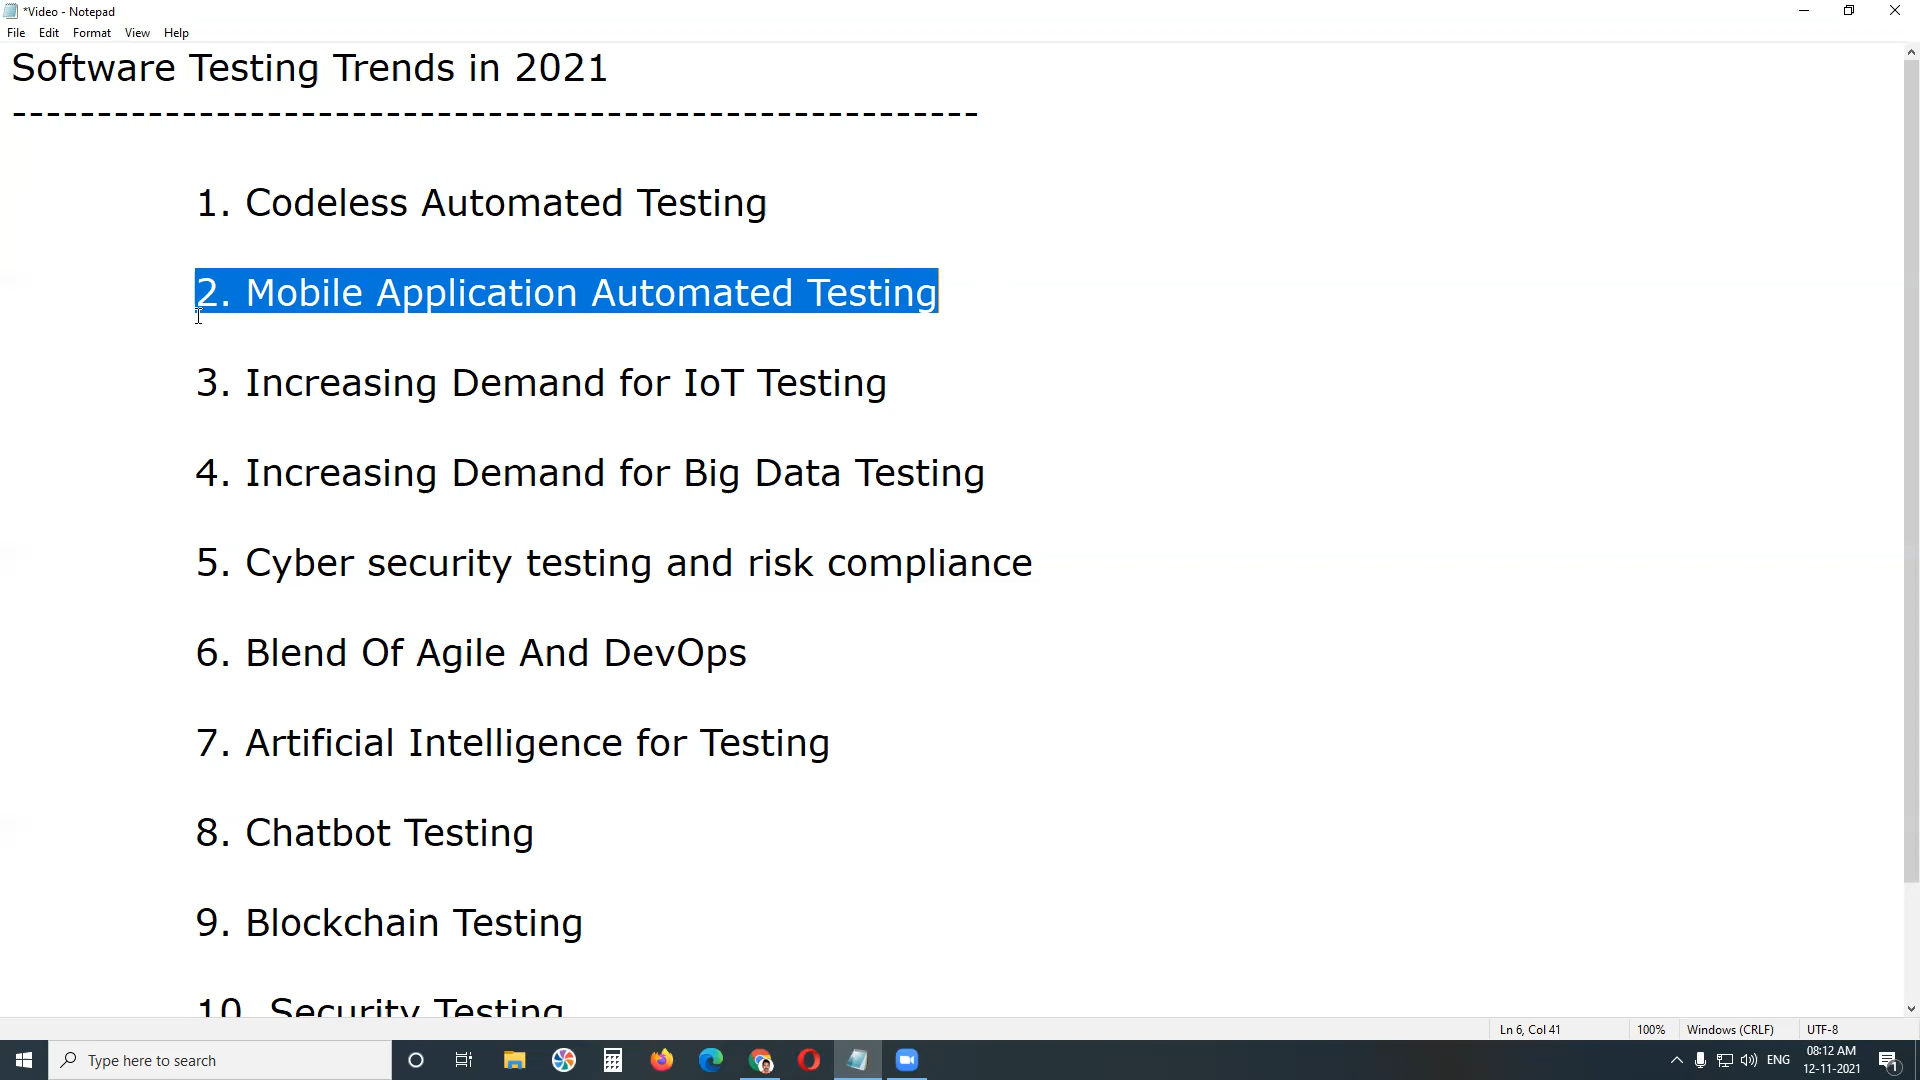 *Video - Notepad
File Edit Format View Help
Software Testing Trends in 2021
---------------------------------------------------------
1. Codeless Automated Testing
2. Mobile Application Automated Testing
3. Increasing Demand for IoT Testing
4. Increasing Demand for Big Data Testing
5. Cyber security testing and risk compliance
6. Blend Of Agile And DevOps
7. Artificial Intelligence for Testing
8. Chatbot Testing
9. Blockchain Testing
10. Security Testing
Ln 6, Col 41 100% Windows (CRLF) UTF-8
Type here to search
ENG
08:12 AM
12-11-2021
1